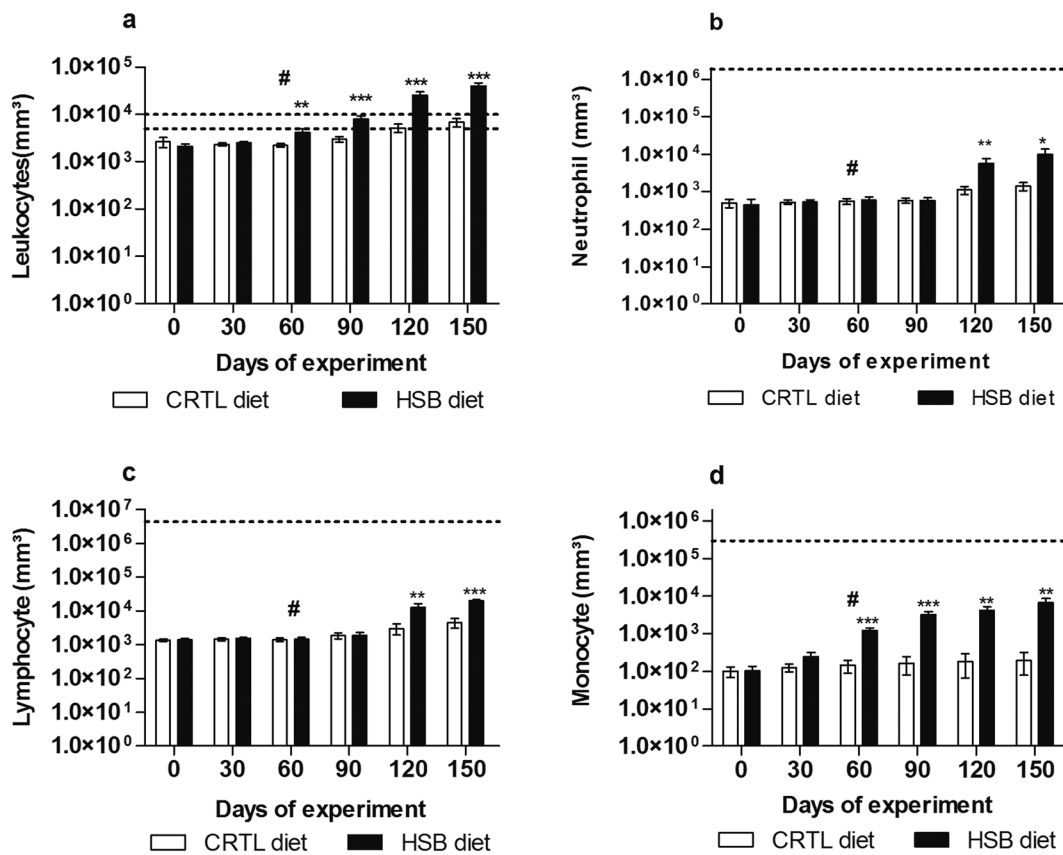 a
Leukocytes(mm³)
1.0×10⁵
1.0×10⁴
1.0×10³
1.0×10²
1.0×10¹
1.0×10⁰
#
** *** *** ***
0 30 60 90 120 150
Days of experiment
CRTL diet HSB diet
b
Neutrophil (mm³)
1.0×10⁶
1.0×10⁵
1.0×10⁴
1.0×10³
1.0×10²
1.0×10¹
1.0×10⁰
#
** *
0 30 60 90 120 150
Days of experiment
CRTL diet HSB diet
c
Lymphocyte (mm³)
1.0×10⁷
1.0×10⁶
1.0×10⁵
1.0×10⁴
1.0×10³
1.0×10²
1.0×10¹
1.0×10⁰
#
** ***
0 30 60 90 120 150
Days of experiment
CRTL diet HSB diet
d
Monocyte (mm³)
1.0×10⁶
1.0×10⁵
1.0×10⁴
1.0×10³
1.0×10²
1.0×10¹
1.0×10⁰
#
*** *** ** **
0 30 60 90 120 150
Days of experiment
CRTL diet HSB diet